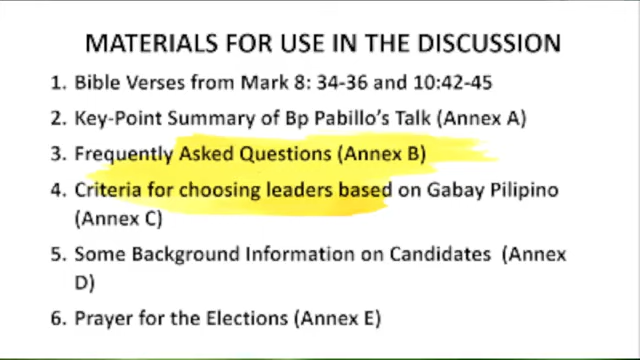 MATERIALS FOR USE IN THE DISCUSSION
1. Bible Verses from Mark 8: 34-36 and 10:42-45
2. Key-Point Summary of Bp Pabillo's Talk (Annex A)
3. Frequently Asked Questions (Annex B)
4. Criteria for choosing leaders based on Gabay Pilipino
(Annex C)
5. Some Background Information on Candidates (Annex
D)
6. Prayer for the Elections (Annex E)